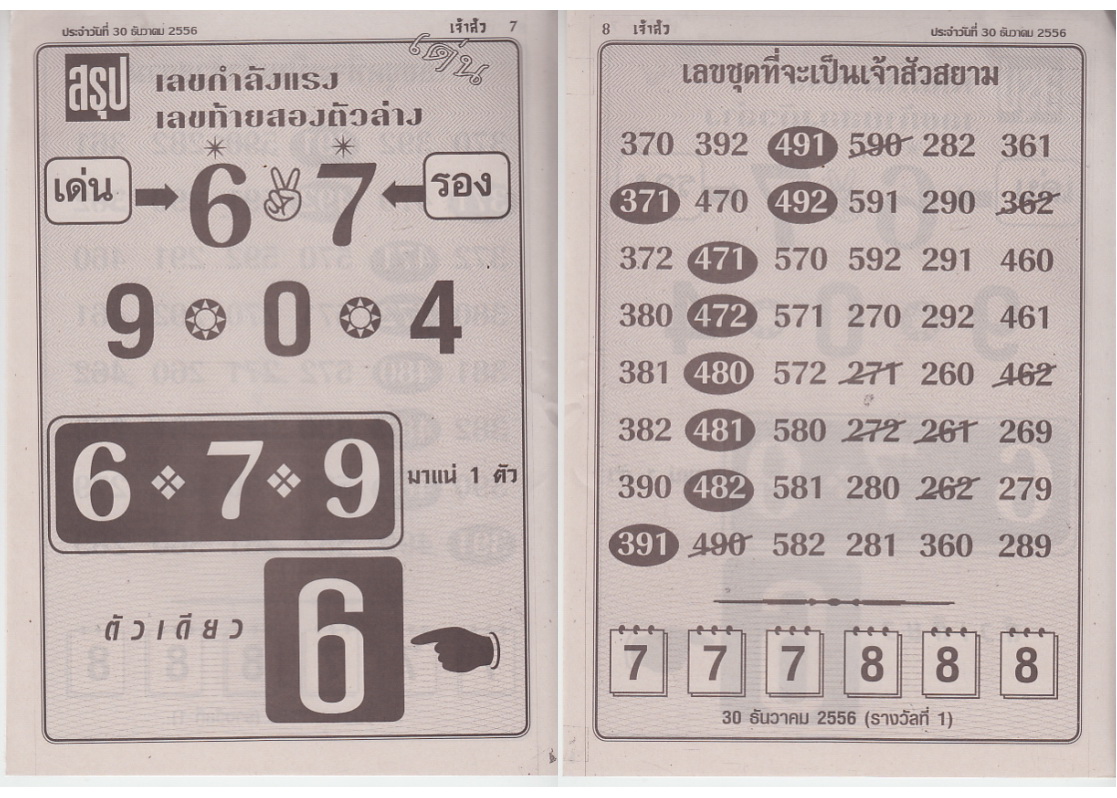 ประจำวันที่ 30 ธันวาคม 2556
เจ้าสัว 7
เด่น
สรุป
เลขกำลังแรง
เลขท้ายสองตัวล่าง
เด่น 6 7 รอง
9 0 4
6 7 9 มาแน่ 1 ตัว
ตัวเดียว 6
8 เจ้าสัว
ประจำวันที่ 30 ธันวาคม 2556
เลขชุดที่จะเป็นเจ้าสัวสยาม
370 392 491 590 282 361
371 470 492 591 290 362
372 471 570 592 291 460
380 472 571 270 292 461
381 480 572 271 260 462
382 481 580 272 261 269
390 482 581 280 262 279
391 490 582 281 360 289
7 7 7 8 8 8
30 ธันวาคม 2556 (รางวัลที่ 1)